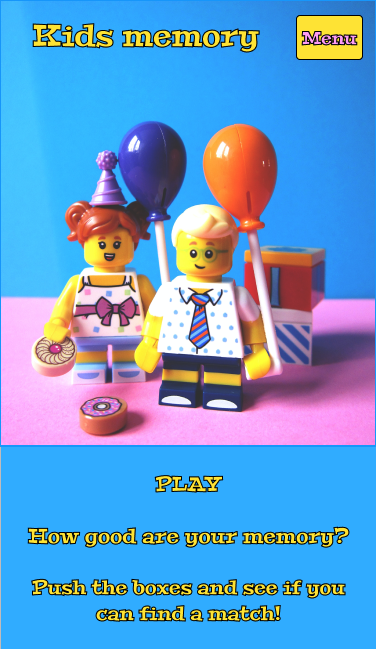 Kids memory
Menu
PLAY
How good are your memory?
Push the boxes and see if you
can find a match!